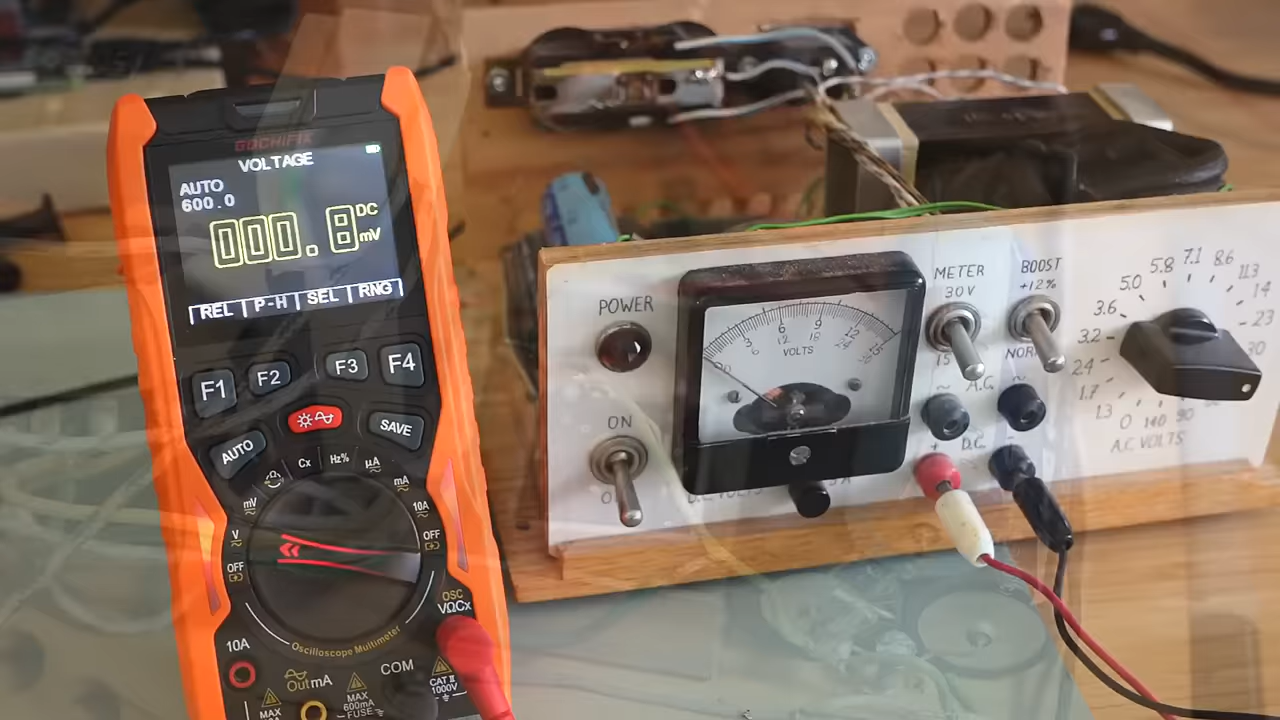 GOCHIFIX
VOLTAGE
AUTO
600.0
000.8
DC
mV
REL P-H SEL RNG
F1 F2 F3 F4
AUTO
SAVE
Cx
Hz%
µA
mA
10A
OFF
mV
V
OFF
OSC
VΩCx
Oscilloscope Multimeter
10A
Out
mA
COM
MAX
600mA
FUSE
CAT II
1000V
MAX
POWER
ON
3 6 9 12 15
6 12 18 24
VOLTS
METER
30 V
15
BOOST
+12%
NORM
A.C.
+ D.C. -
D.C. VOLTS
0 1.3 1.7 2.4 3.2 3.6 5.0 5.8 7.1 8.6 11.3 14 23 30
90 140
A.C. VOLTS